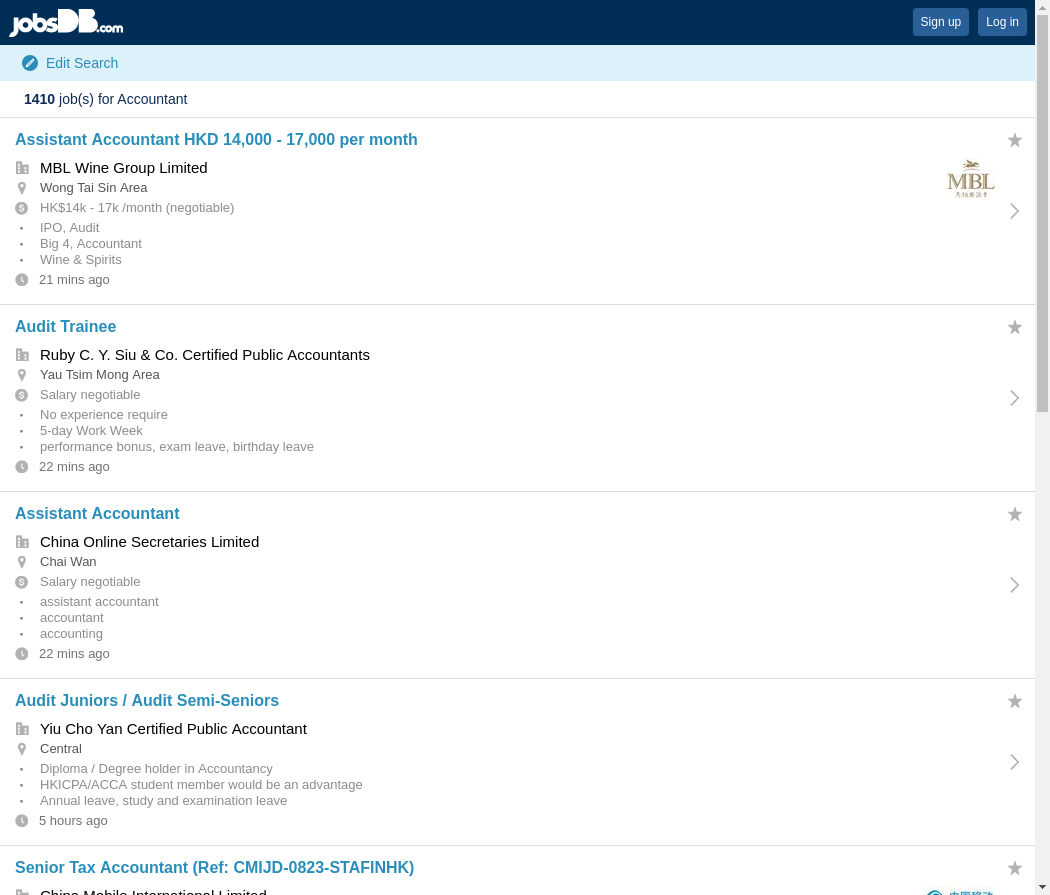 jobsDB.com
Sign up
Log in
Edit Search
1410 job(s) for Accountant
Assistant Accountant HKD 14,000 - 17,000 per month
MBL Wine Group Limited
MBL
Wong Tai Sin Area
HK$14k - 17k /month (negotiable)
IPO, Audit
Big 4, Accountant
Wine & Spirits
21 mins ago
Audit Trainee
Ruby C. Y. Siu & Co. Certified Public Accountants
Yau Tsim Mong Area
Salary negotiable
No experience require
5-day Work Week
performance bonus, exam leave, birthday leave
22 mins ago
Assistant Accountant
China Online Secretaries Limited
Chai Wan
Salary negotiable
assistant accountant
accountant
accounting
22 mins ago
Audit Juniors / Audit Semi-Seniors
Yiu Cho Yan Certified Public Accountant
Central
Diploma / Degree holder in Accountancy
HKICPA/ACCA student member would be an advantage
Annual leave, study and examination leave
5 hours ago
Senior Tax Accountant (Ref: CMIJD-0823-STAFINHK)
China Mobile International Limited